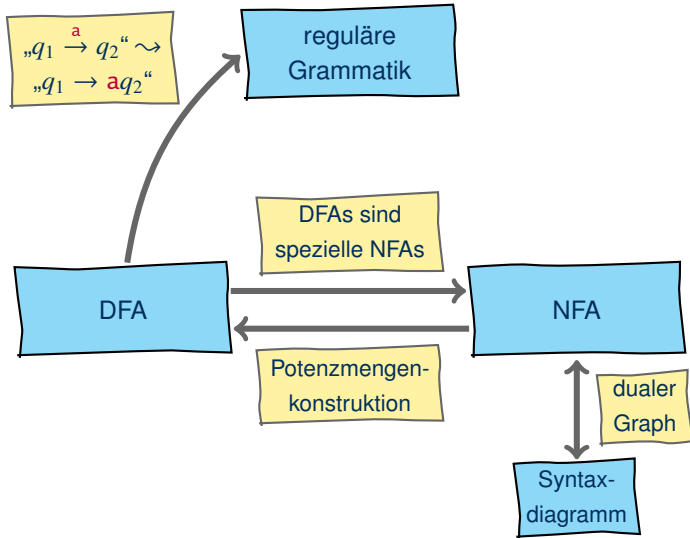 a
„q₁ → q₂“ ⤳
„q₁ → aq₂“
reguläre
Grammatik
DFAs sind
spezielle NFAs
DFA
NFA
Potenzmengen-
konstruktion
dualer
Graph
Syntax-
diagramm